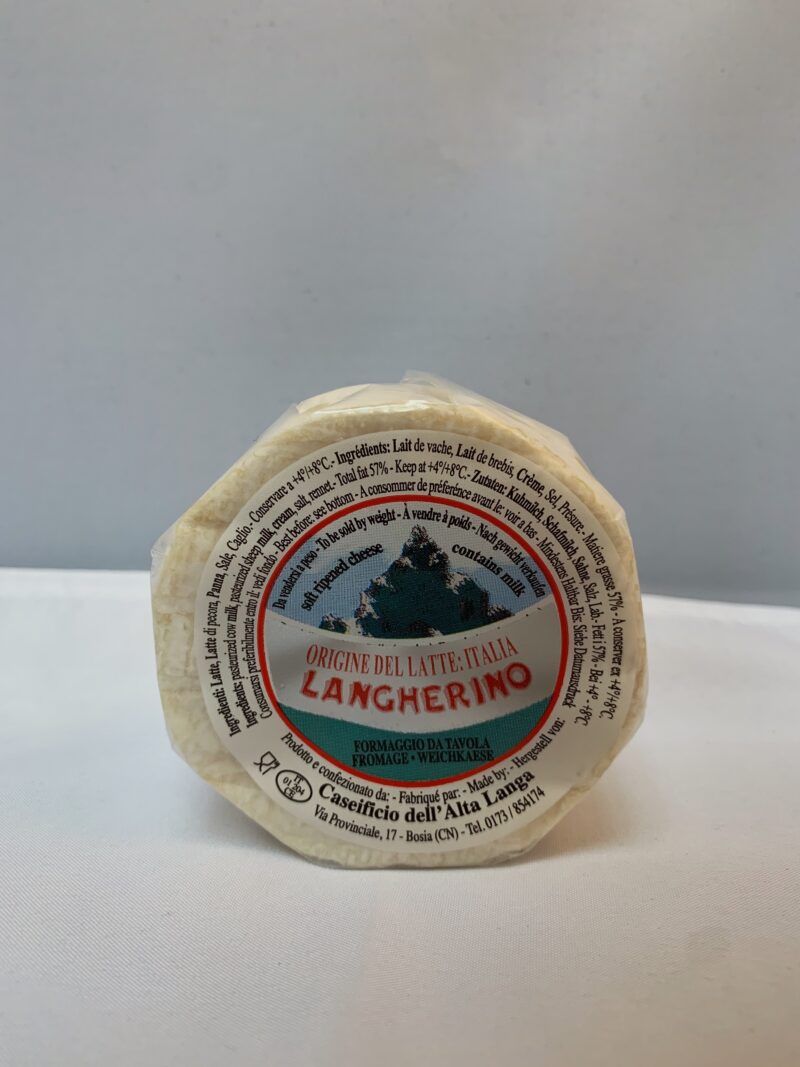 Ingredienti: Latte, Latte di pecora, Panna, Sale, Caglio.- Conservare a +4°/+8°C.- Ingrédients: Lait de vache, Lait de brebis, Crème, Sel, Présure.- Matière grasse 57% - A conserver ex +4°/+8°C.
Ingredients: pasteurized cow milk, pasteurized sheep milk, cream, salt, rennet.- Total fat 57% - Keep at +4°/+8°C.- Zutaten: Kuhmilch, Schafmilch, Sahne, Salz, Lab.- Fett i 57% - Bei +4° - +8°C.
Consumarsi preferibilmente entro il: vedi fondo - Best before: see bottom - A consommer de préférence avant le: voir a bas - Mindestens Haltbar Bis: Siehe Datumausdruck
Da vendersi a peso - To be sold by weight - À vendre à poids - Nach gewicht verkaufen
soft ripened cheese
contains milk
ORIGINE DEL LATTE: ITALIA
LANGHERINO
FORMAGGIO DA TAVOLA
FROMAGE • WEICHKAESE
Prodotto e confezionato da: - Fabriqué par: - Made by: - Hergestell von:
IT
01 204
CE
Caseificio dell'Alta Langa
Via Provinciale, 17 - Bosia (CN) - Tel. 0173 / 854174